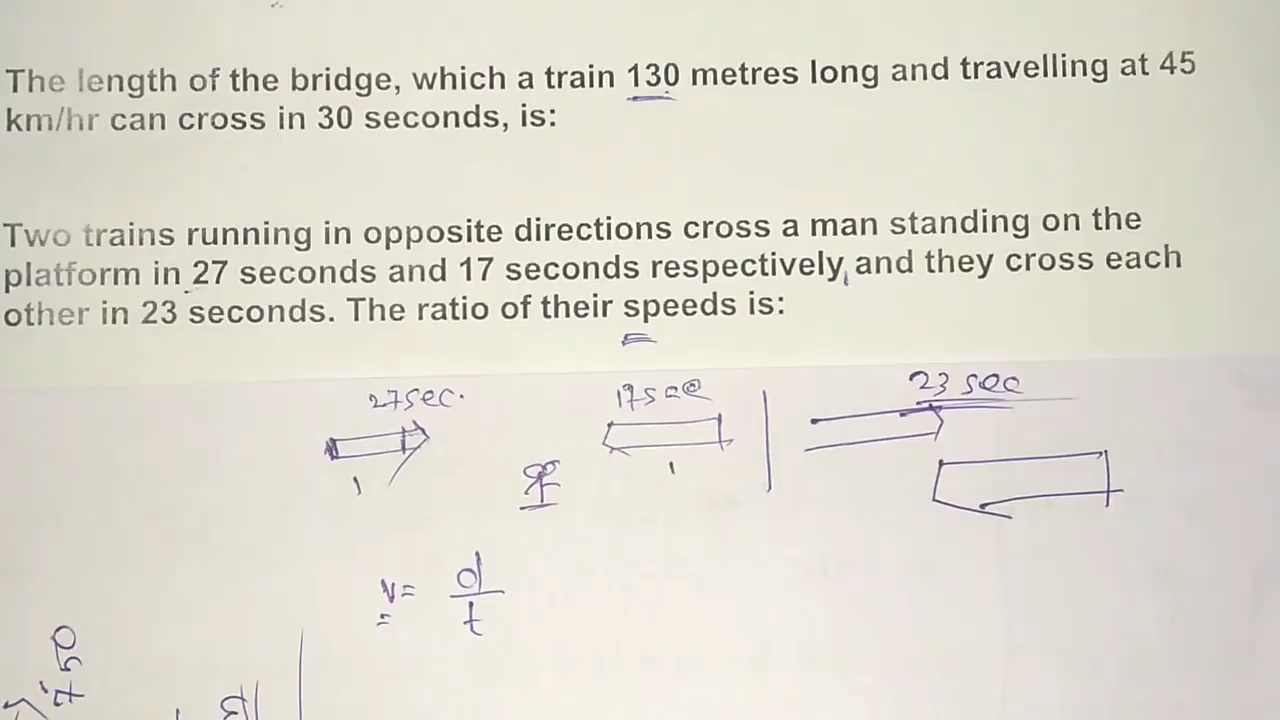 The length of the bridge, which a train 130 metres long and travelling at 45
km/hr can cross in 30 seconds, is:
Two trains running in opposite directions cross a man standing on the
platform in 27 seconds and 17 seconds respectively, and they cross each
other in 23 seconds. The ratio of their speeds is:
27sec. 17sec 23 sec
v= d
t
750